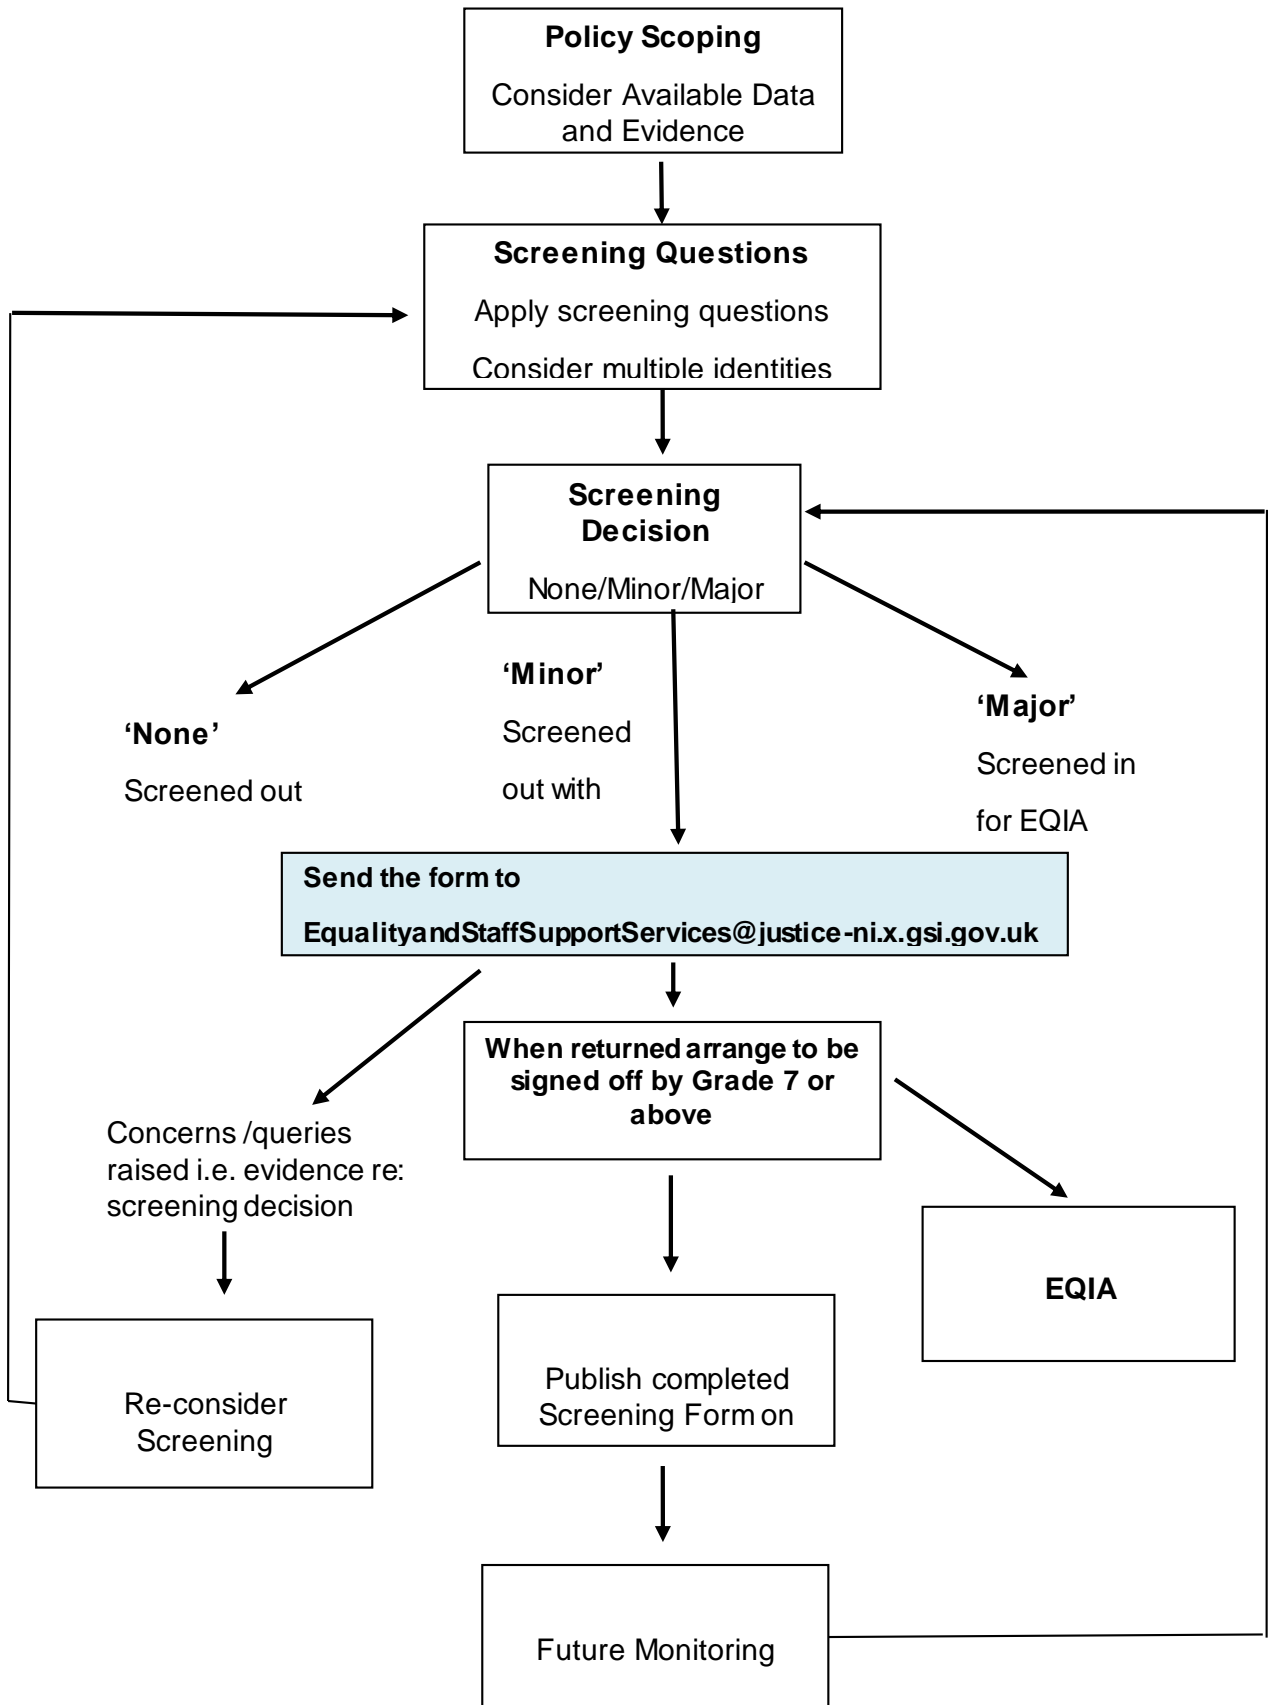 Policy Scoping
Consider Available Data
and Evidence
Screening Questions
Apply screening questions
Consider multiple identities
Screening
Decision
None/Minor/Major
‘None’
Screened out
‘Minor’
Screened
out with
‘Major’
Screened in
for EQIA
Send the form to
EqualityandStaffSupportServices@justice-ni.x.gsi.gov.uk
Concerns /queries
raised i.e. evidence re:
screening decision
When returned arrange to be
signed off by Grade 7 or
above
EQIA
Re-consider
Screening
Publish completed
Screening Form on
Future Monitoring